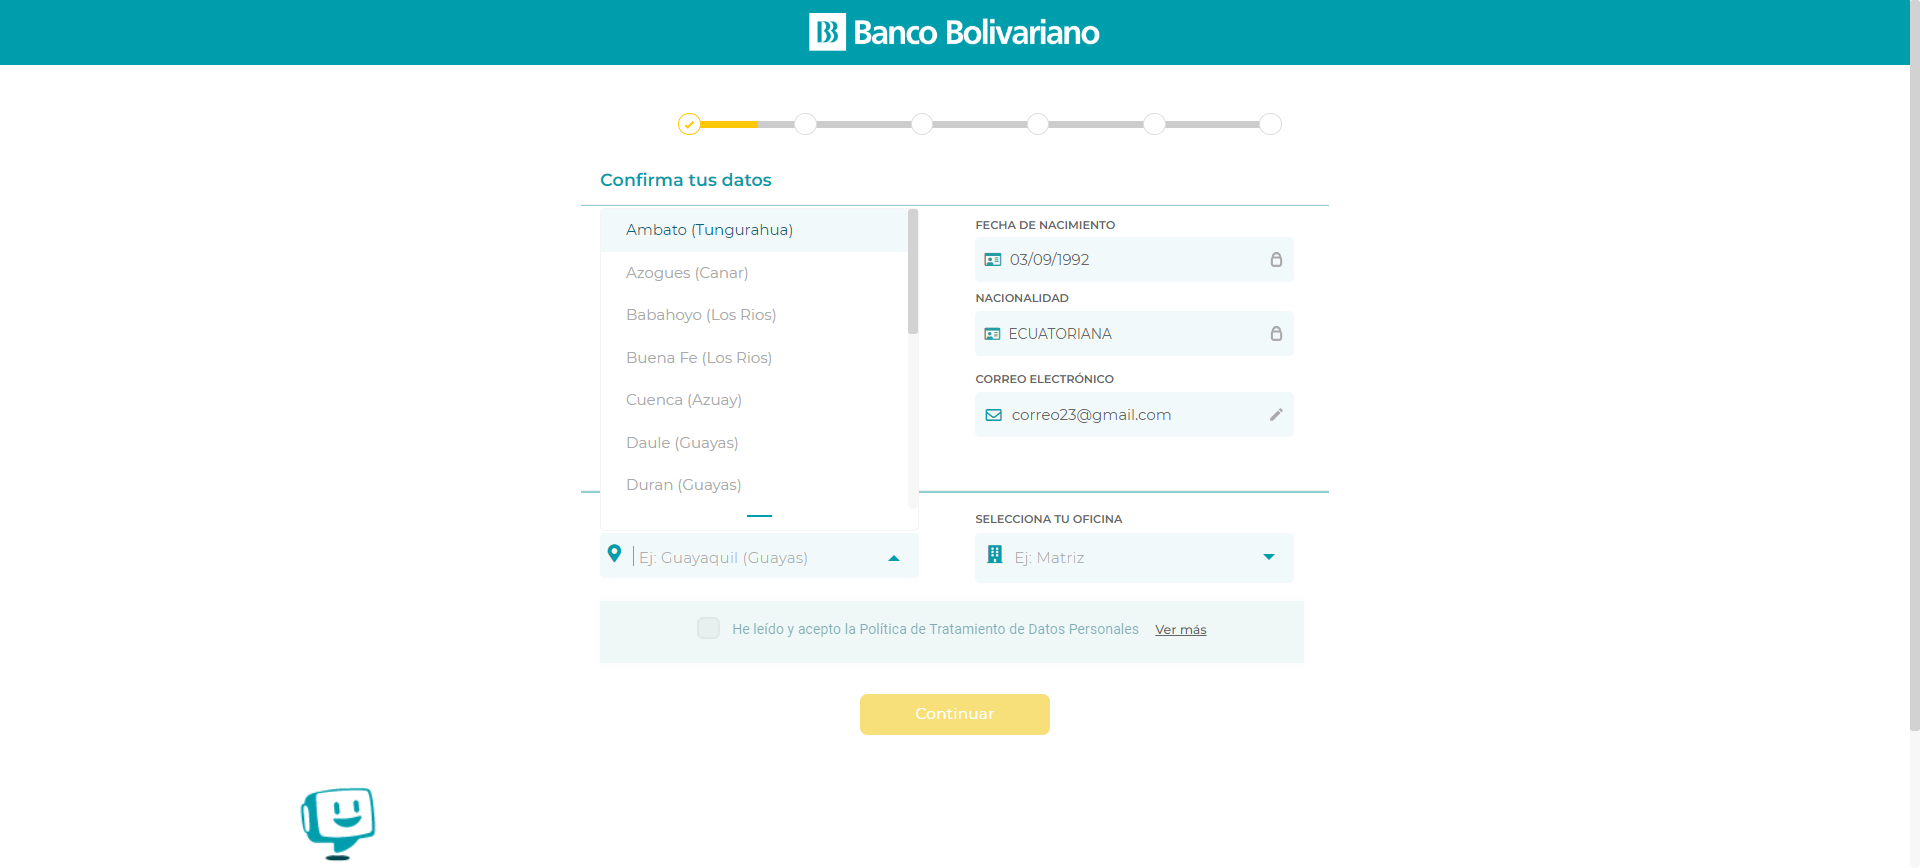 Banco Bolivariano
Confirma tus datos
Ambato (Tungurahua)
Azogues (Canar)
Babahoyo (Los Rios)
Buena Fe (Los Rios)
Cuenca (Azuay)
Daule (Guayas)
Duran (Guayas)
Ej: Guayaquil (Guayas)
FECHA DE NACIMIENTO
03/09/1992
NACIONALIDAD
ECUATORIANA
CORREO ELECTRÓNICO
correo23@gmail.com
SELECCIONA TU OFICINA
Ej: Matriz
He leído y acepto la Política de Tratamiento de Datos Personales Ver más
Continuar